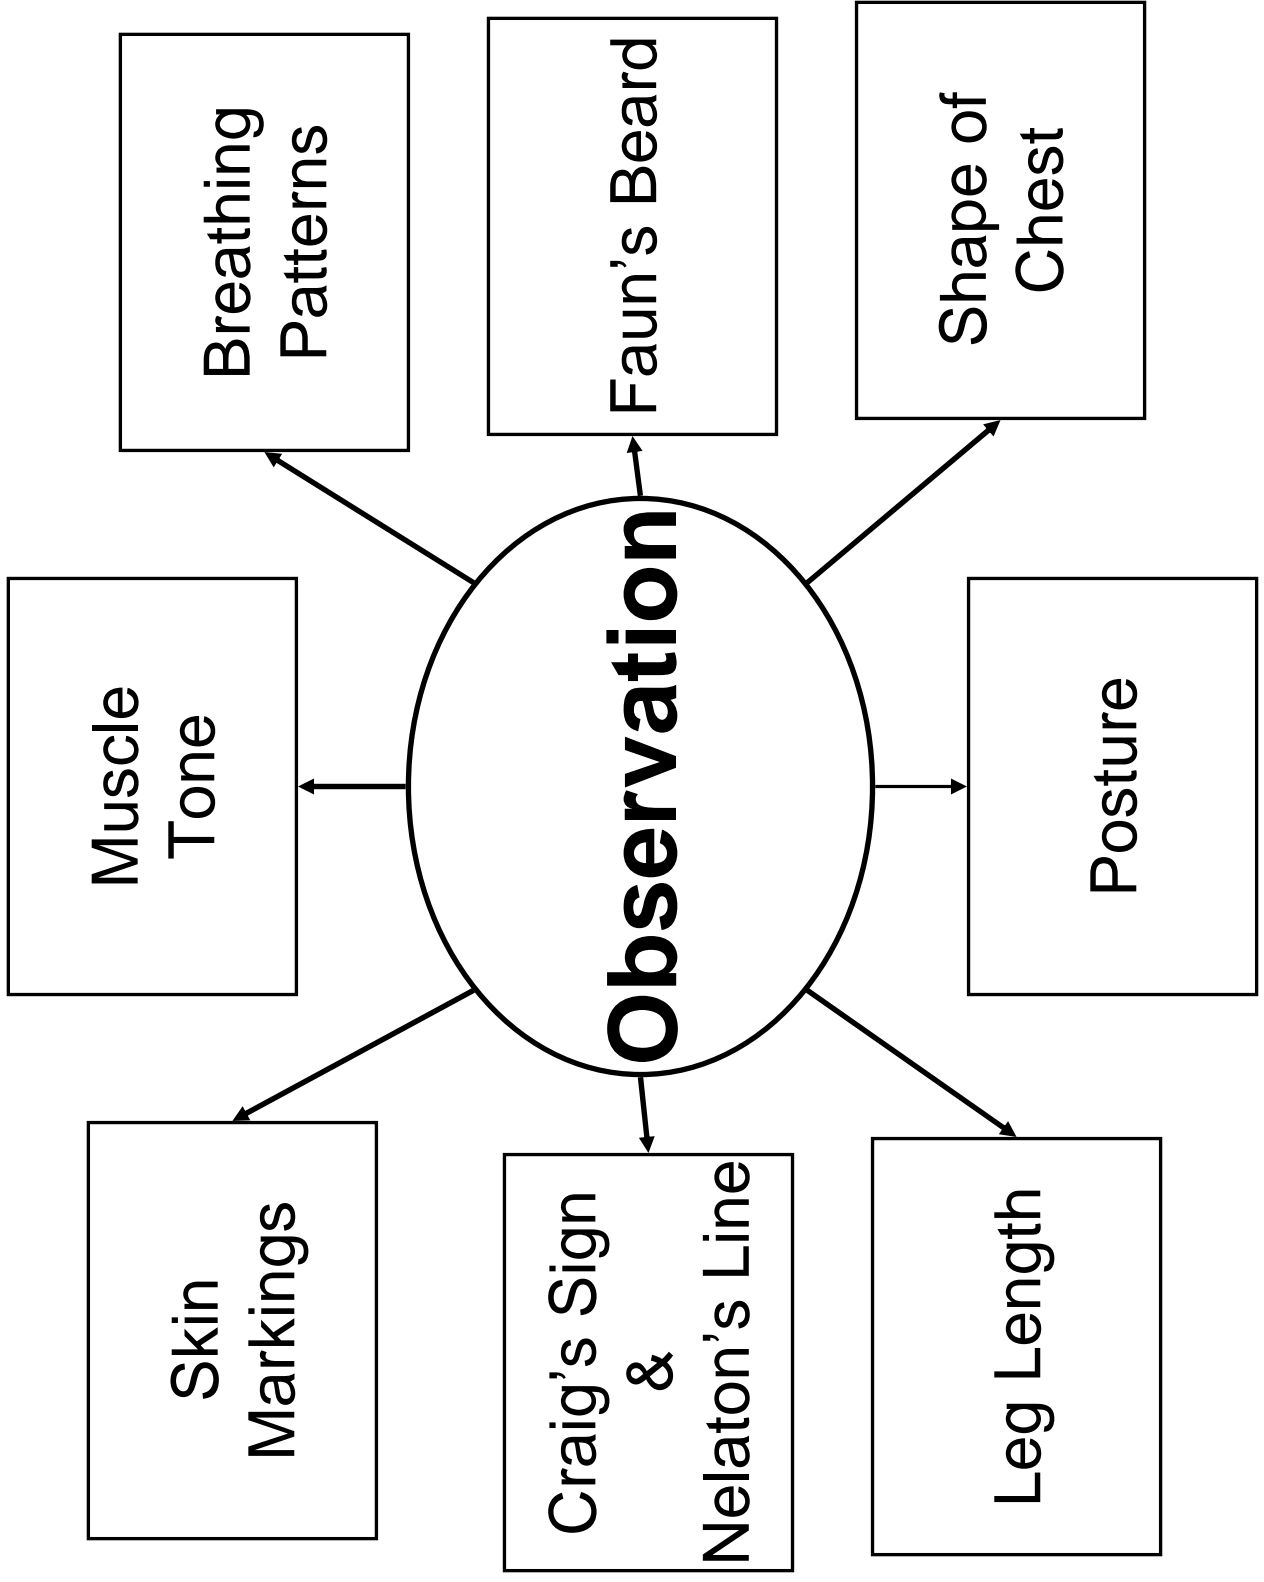 Skin
Markings
Muscle
Tone
Breathing
Patterns
Craig’s Sign
&
Nelaton’s Line
Observation
Faun’s Beard
Leg Length
Posture
Shape of
Chest